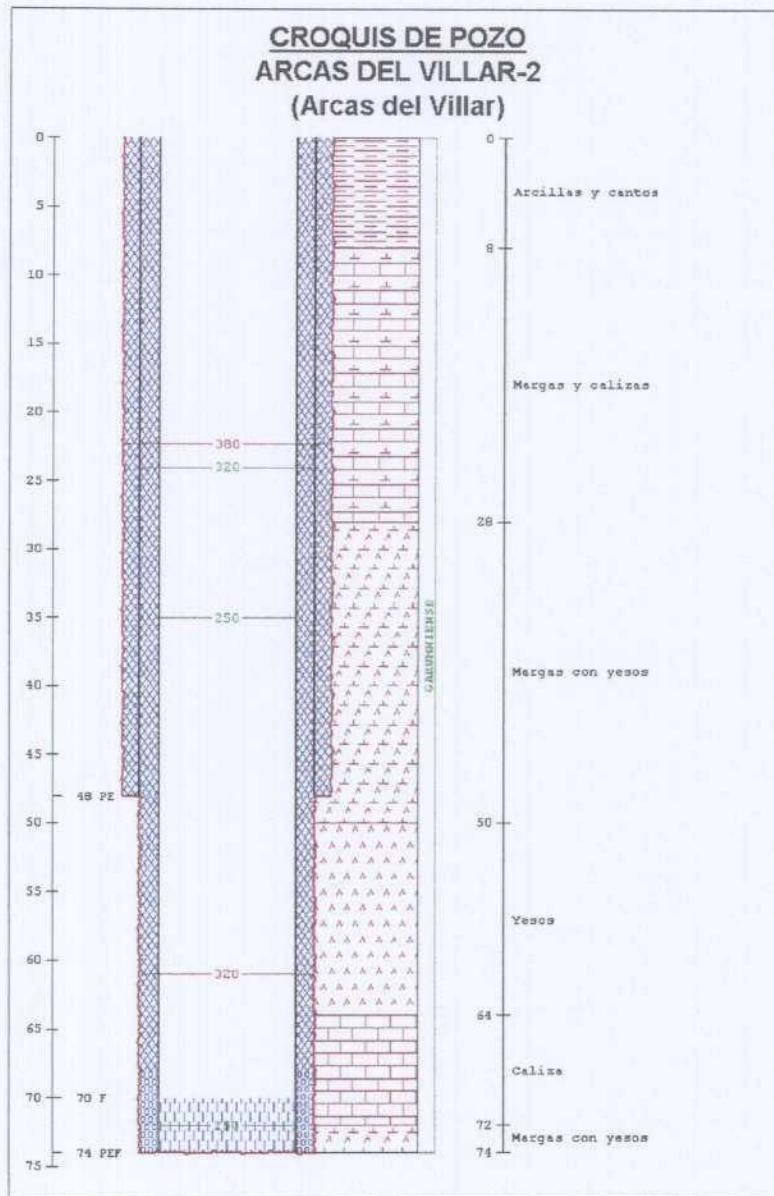 CROQUIS DE POZO
ARCAS DEL VILLAR-2
(Arcas del Villar)
0
5
10
15
20
25
30
35
40
45
48 PE
50
55
60
65
70
70 F
74 PEF
75
380
320
250
320
GARUMNIENSE
0
Arcillas y cantos
8
Margas y calizas
28
Margas con yesos
50
Yesos
64
Caliza
72
Margas con yesos
74